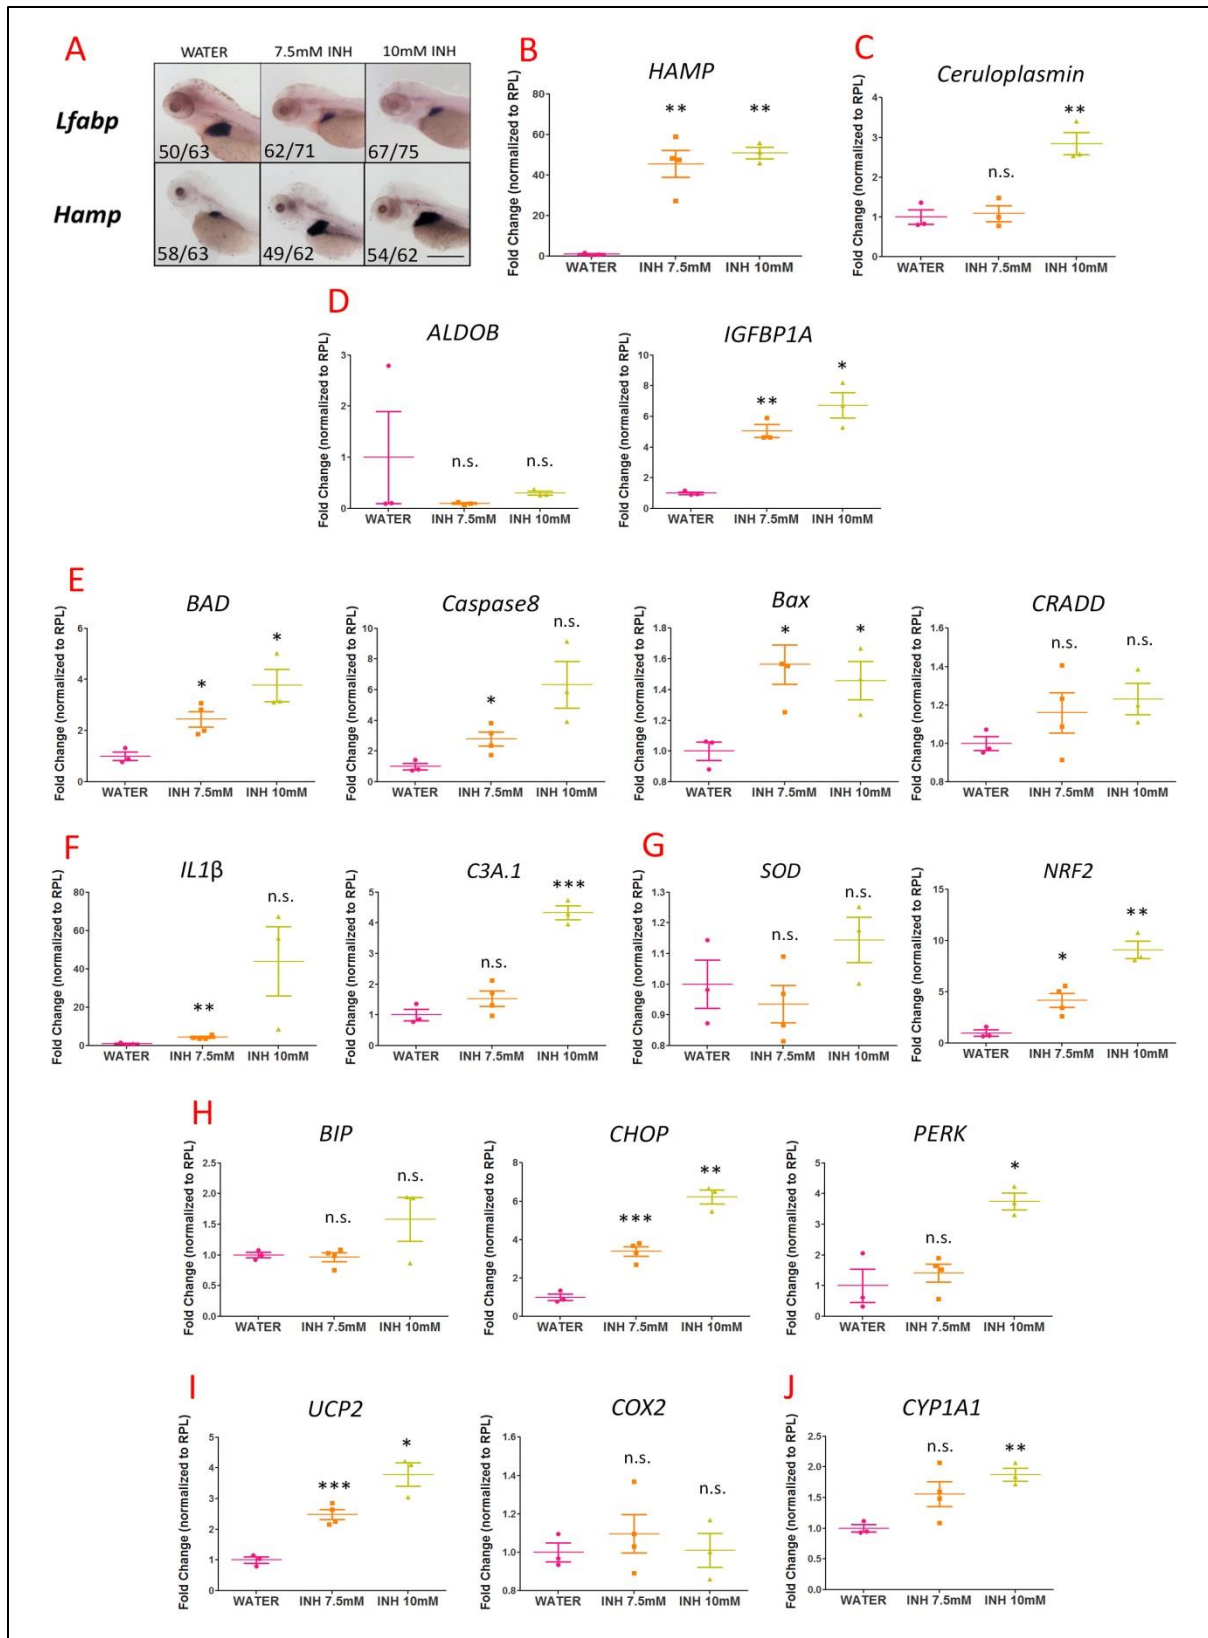 A
WATER 7.5mM INH 10mM INH
Lfabp
50/63 62/71 67/75
Hamp
58/63 49/62 54/62
B
HAMP
Fold Change (normalized to RPL)
80
60
40
20
0
** **
WATER INH 7.5mM INH 10mM
C
Ceruloplasmin
Fold Change (normalized to RPL)
4
3
2
1
0
n.s. **
WATER INH 7.5mM INH 10mM
D
ALDOB
Fold Change (normalized to RPL)
3
2
1
0
n.s. n.s.
WATER INH 7.5mM INH 10mM
IGFBP1A
Fold Change (normalized to RPL)
10
8
6
4
2
0
** *
WATER INH 7.5mM INH 10mM
E
BAD
Fold Change (normalized to RPL)
6
4
2
0
* *
WATER INH 7.5mM INH 10mM
Caspase8
Fold Change (normalized to RPL)
10
8
6
4
2
0
* n.s.
WATER INH 7.5mM INH 10mM
Bax
Fold Change (normalized to RPL)
1.8
1.6
1.4
1.2
1.0
0.8
* *
WATER INH 7.5mM INH 10mM
CRADD
Fold Change (normalized to RPL)
1.6
1.4
1.2
1.0
0.8
n.s. n.s.
WATER INH 7.5mM INH 10mM
F
IL1β
Fold Change (normalized to RPL)
80
60
40
20
0
** n.s.
WATER INH 7.5mM INH 10mM
C3A.1
Fold Change (normalized to RPL)
5
4
3
2
1
0
n.s. ***
WATER INH 7.5mM INH 10mM
G
SOD
Fold Change (normalized to RPL)
1.3
1.2
1.1
1.0
0.9
0.8
n.s. n.s.
WATER INH 7.5mM INH 10mM
NRF2
Fold Change (normalized to RPL)
15
10
5
0
* **
WATER INH 7.5mM INH 10mM
H
BIP
Fold Change (normalized to RPL)
2.5
2.0
1.5
1.0
0.5
0.0
n.s. n.s.
WATER INH 7.5mM INH 10mM
CHOP
Fold Change (normalized to RPL)
8
6
4
2
0
*** **
WATER INH 7.5mM INH 10mM
PERK
Fold Change (normalized to RPL)
5
4
3
2
1
0
n.s. *
WATER INH 7.5mM INH 10mM
I
UCP2
Fold Change (normalized to RPL)
5
4
3
2
1
0
*** *
WATER INH 7.5mM INH 10mM
COX2
Fold Change (normalized to RPL)
1.6
1.4
1.2
1.0
0.8
n.s. n.s.
WATER INH 7.5mM INH 10mM
J
CYP1A1
Fold Change (normalized to RPL)
2.5
2.0
1.5
1.0
0.5
0.0
n.s. **
WATER INH 7.5mM INH 10mM